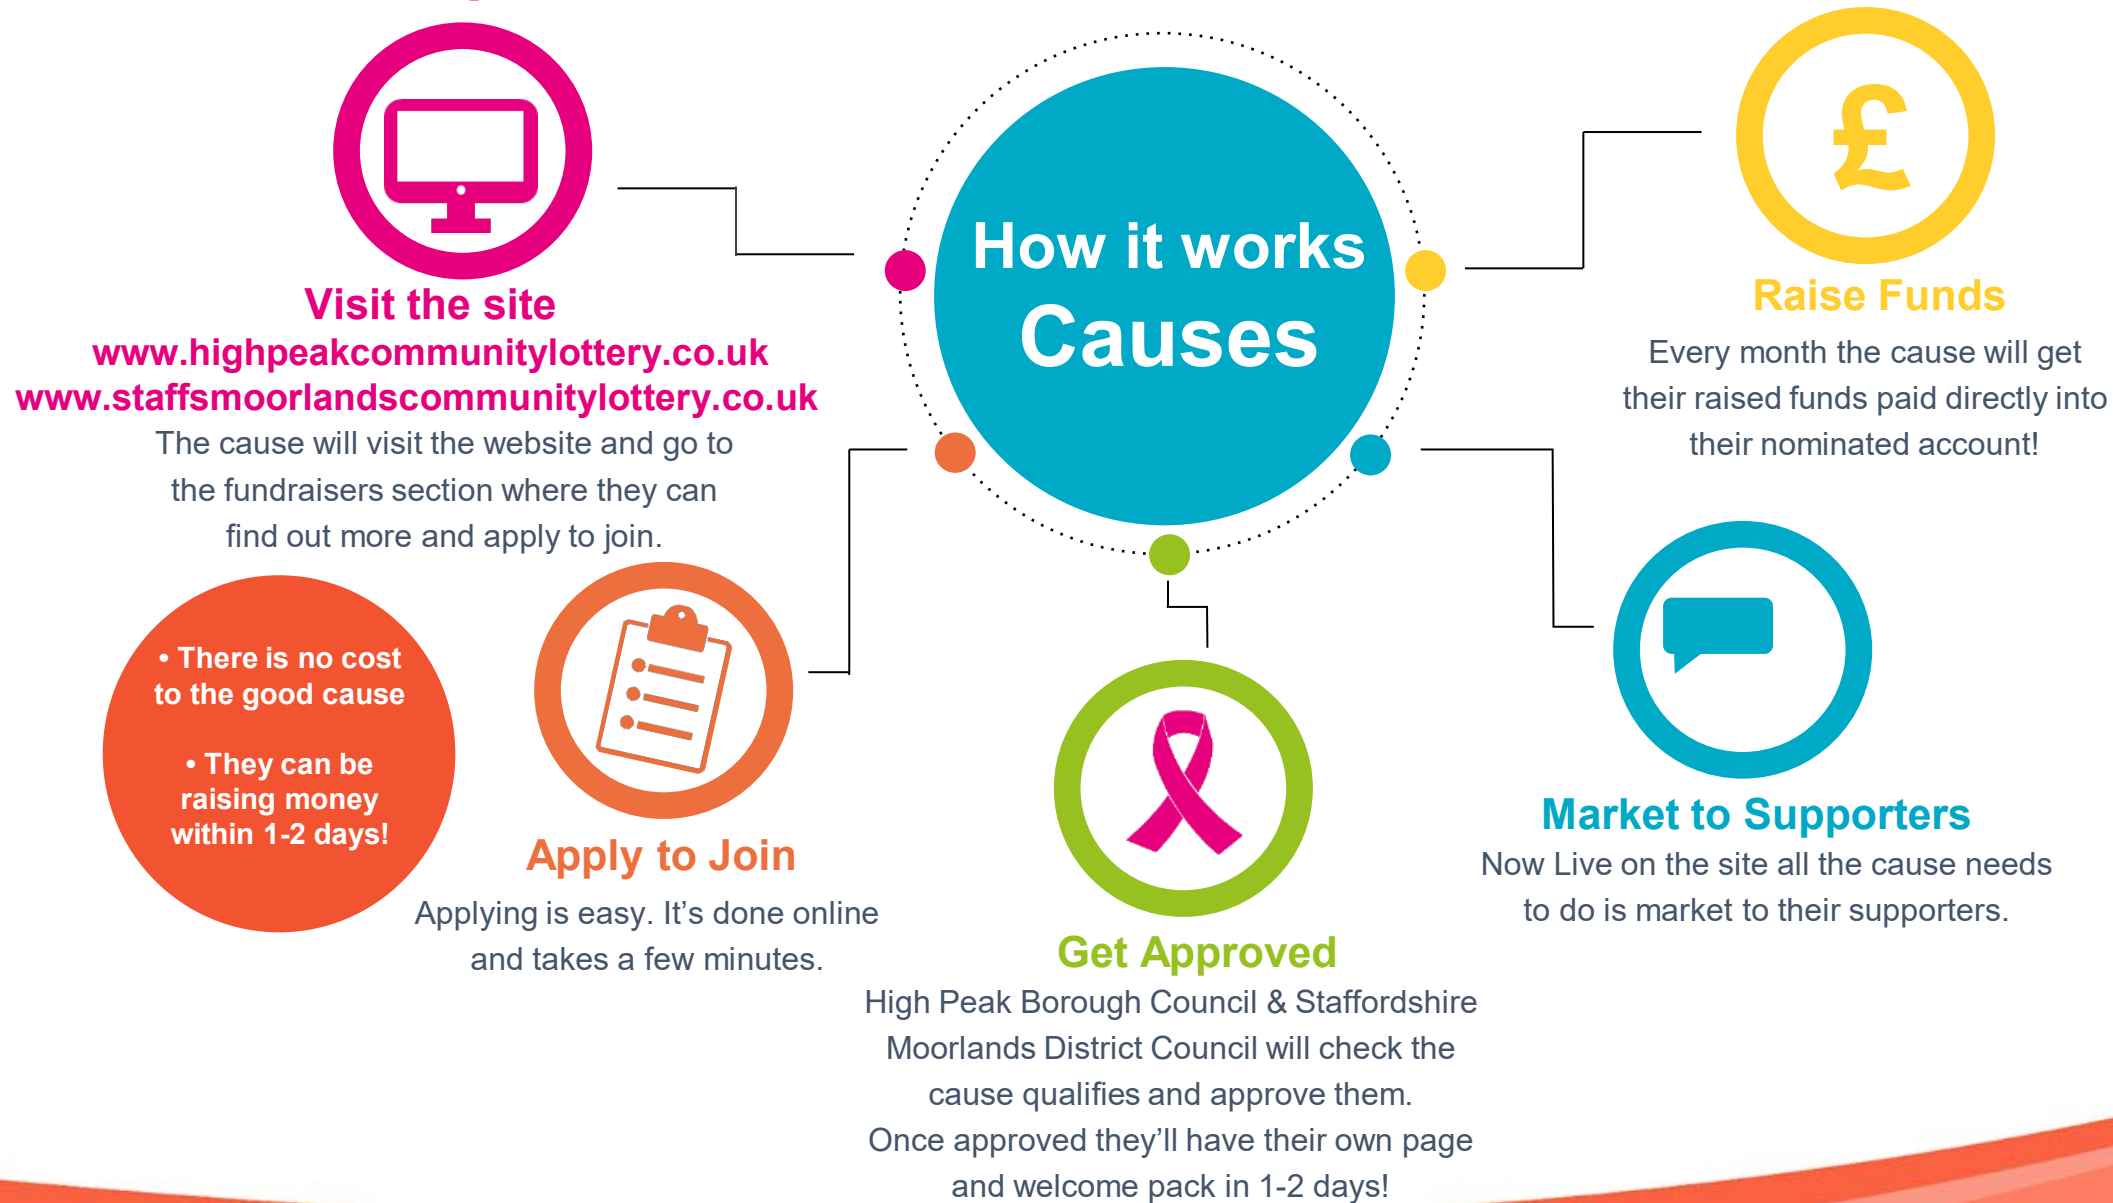 How it works
Causes
Visit the site
www.highpeakcommunitylottery.co.uk
www.staffsmoorlandscommunitylottery.co.uk
The cause will visit the website and go to
the fundraisers section where they can
find out more and apply to join.
• There is no cost
to the good cause
• They can be
raising money
within 1-2 days!
Apply to Join
Applying is easy. It’s done online
and takes a few minutes.
Get Approved
High Peak Borough Council & Staffordshire
Moorlands District Council will check the
cause qualifies and approve them.
Once approved they’ll have their own page
and welcome pack in 1-2 days!
Market to Supporters
Now Live on the site all the cause needs
to do is market to their supporters.
£
Raise Funds
Every month the cause will get
their raised funds paid directly into
their nominated account!